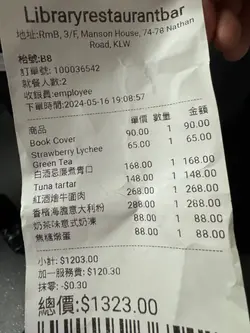 Libraryrestaurantbar
地址:RmB, 3/F, Manson House, 74-78 Nathan
Road, KLW
枱號:B8
訂單號: 100036542
就餐人數: 2
收銀員:employee
下單時間:2024-05-16 19:08:57
商品 單價 數量 金額
Book Cover 90.00 1 90.00
Strawberry Lychee 65.00 1 65.00
Green Tea
白酒忌廉煮青口 168.00 1 168.00
Tuna tartar 148.00 1 148.00
紅酒燴牛面肉 268.00 1 268.00
香檳海膽意大利粉 288.00 1 288.00
奶茶味意式奶凍 88.00 1 88.00
88.00 1 88.00
小計: $1203.00
加一服務費: $120.30
抹零: -$0.30
總價:$1323.00